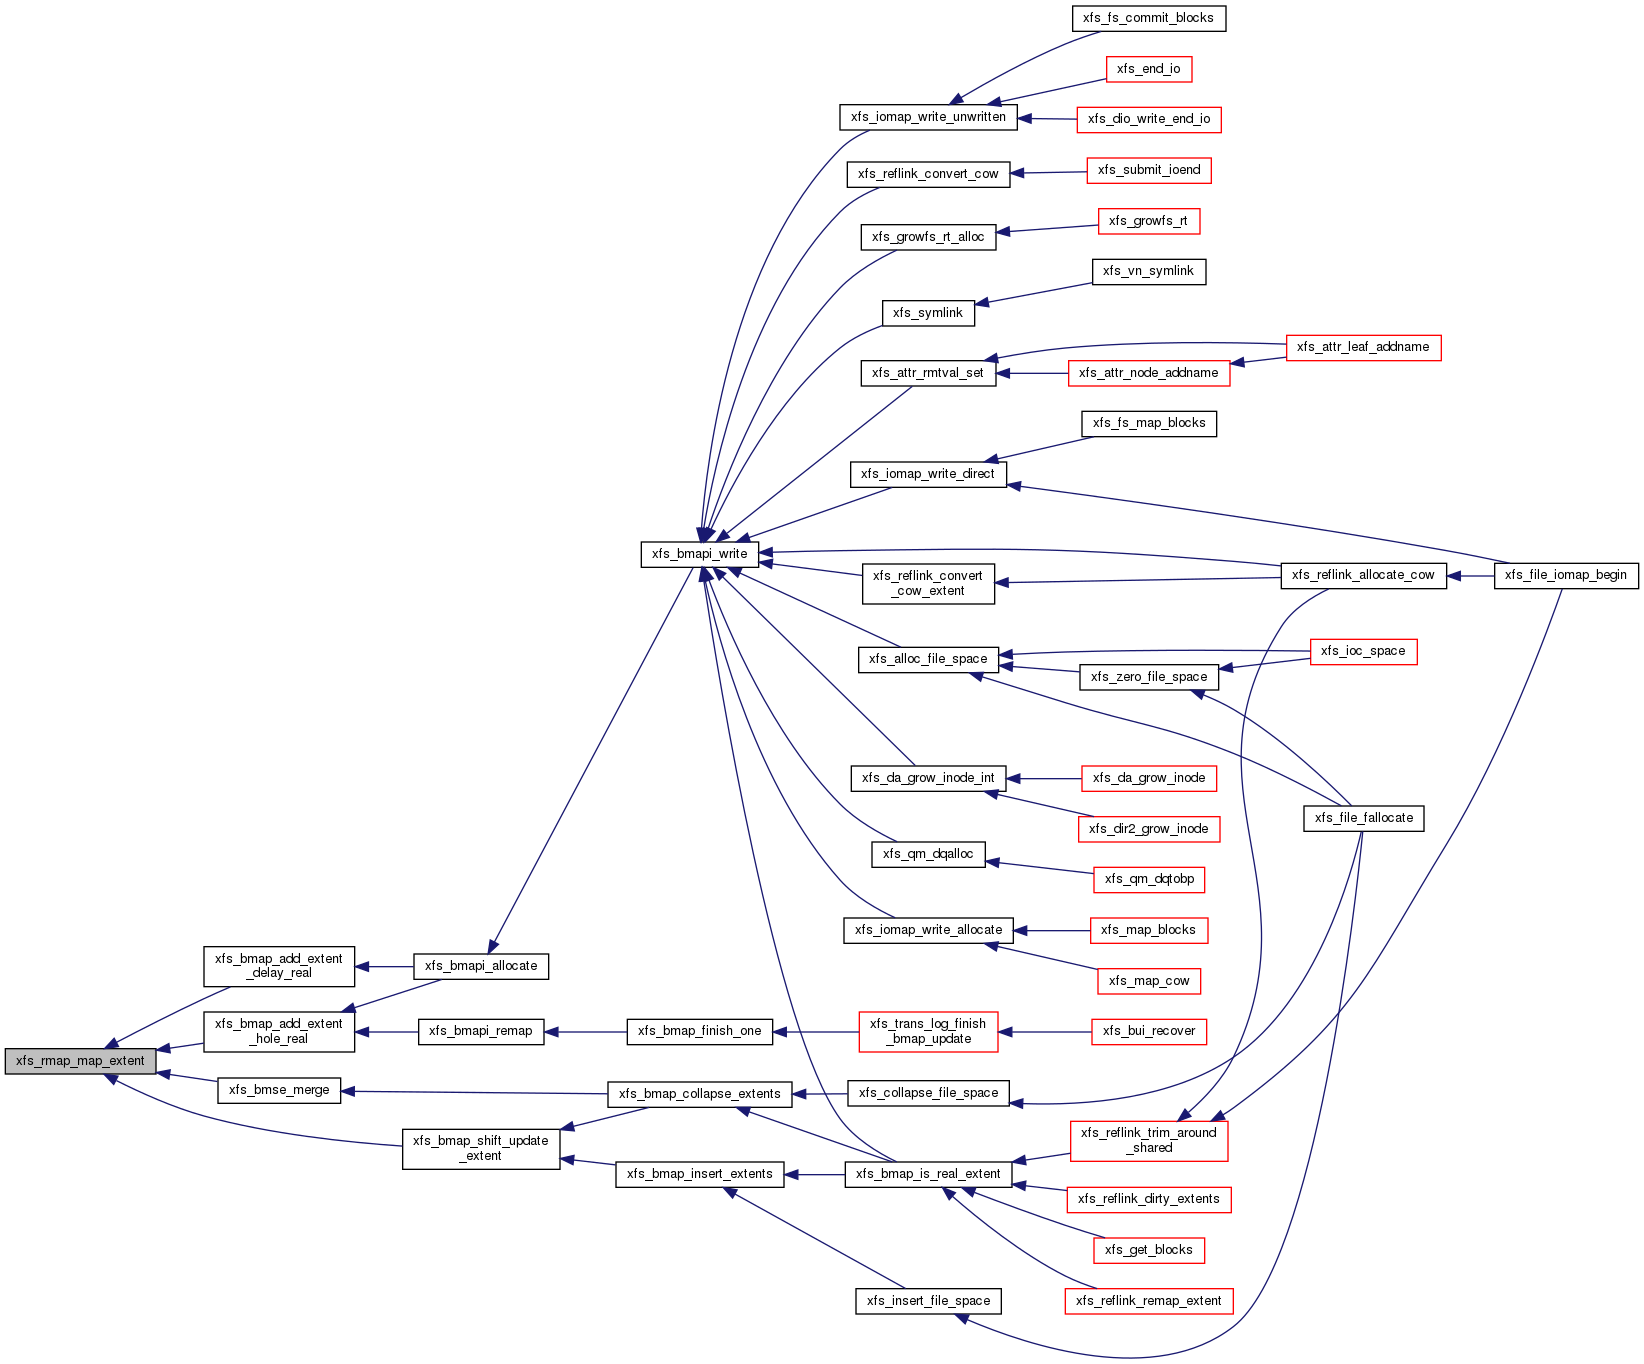 xfs_fs_commit_blocks
xfs_end_io
xfs_iomap_write_unwritten
xfs_dio_write_end_io
xfs_reflink_convert_cow
xfs_submit_ioend
xfs_growfs_rt
xfs_growfs_rt_alloc
xfs_vn_symlink
xfs_symlink
xfs_attr_leaf_addname
xfs_attr_rmtval_set
xfs_attr_node_addname
xfs_fs_map_blocks
xfs_iomap_write_direct
xfs_bmapi_write
xfs_reflink_convert
_cow_extent
xfs_reflink_allocate_cow
xfs_file_iomap_begin
xfs_alloc_file_space
xfs_ioc_space
xfs_zero_file_space
xfs_da_grow_inode_int
xfs_da_grow_inode
xfs_file_fallocate
xfs_dir2_grow_inode
xfs_qm_dqalloc
xfs_qm_dqtobp
xfs_iomap_write_allocate
xfs_map_blocks
xfs_bmap_add_extent
_delay_real
xfs_bmapi_allocate
xfs_map_cow
xfs_bmap_add_extent
_hole_real
xfs_bmapi_remap
xfs_bmap_finish_one
xfs_trans_log_finish
_bmap_update
xfs_bui_recover
xfs_rmap_map_extent
xfs_bmse_merge
xfs_bmap_collapse_extents
xfs_collapse_file_space
xfs_bmap_shift_update
_extent
xfs_reflink_trim_around
_shared
xfs_bmap_insert_extents
xfs_bmap_is_real_extent
xfs_reflink_dirty_extents
xfs_get_blocks
xfs_insert_file_space
xfs_reflink_remap_extent